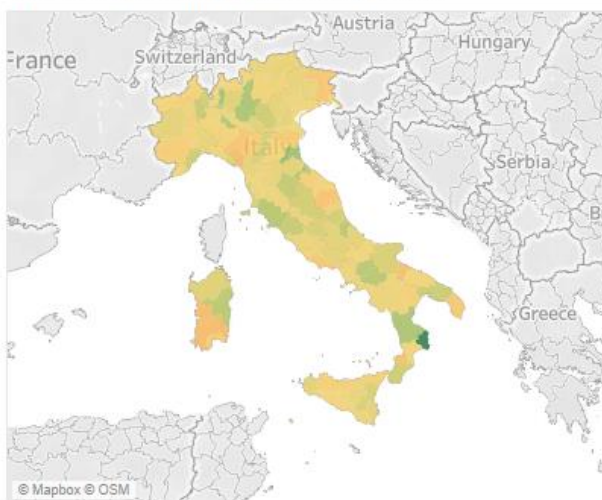 Austria
Hungary
France
Switzerland
Italy
Serbia
B
Greece
© Mapbox © OSM